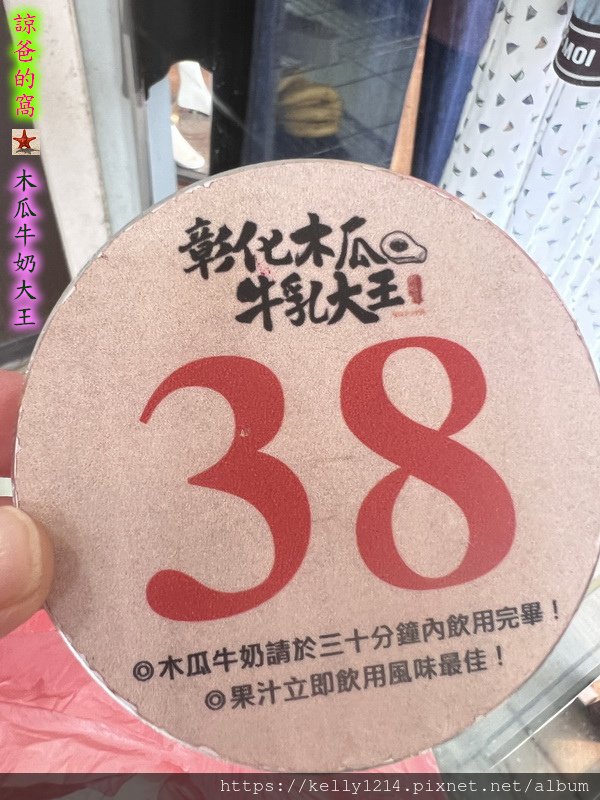 諒爸的窩
木瓜牛奶大王
MOI
彰化木瓜
牛乳大王
38
◎木瓜牛奶請於三十分鐘內飲用完畢！
◎果汁立即飲用風味最佳！
https://kelly1214.pixnet.net/album